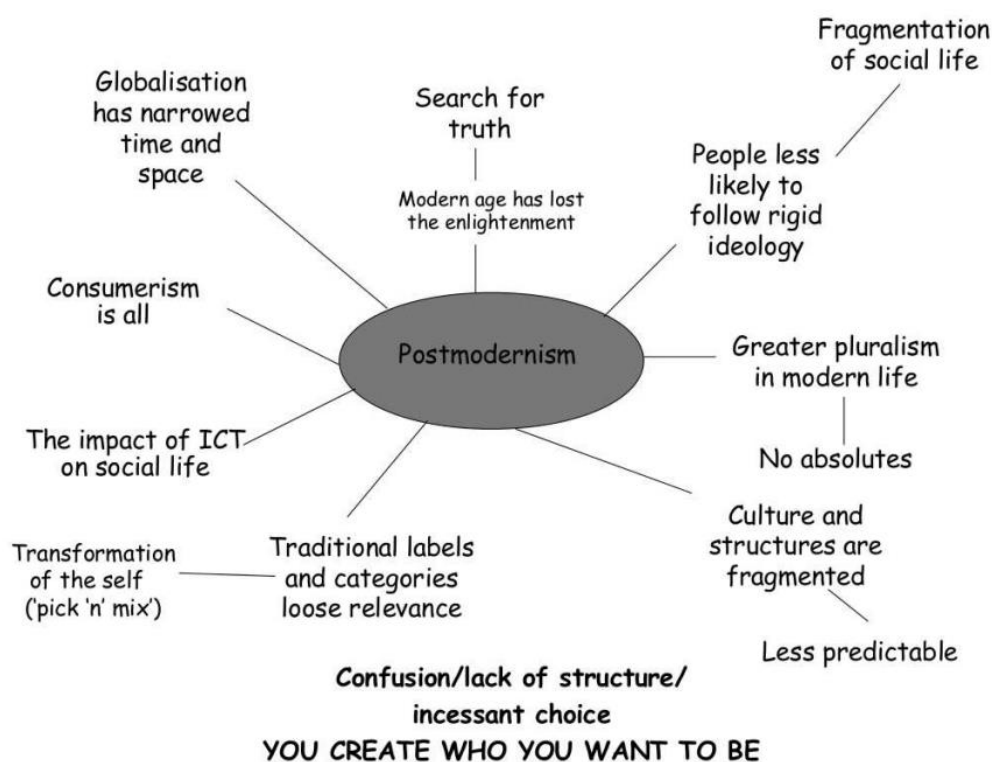 Fragmentation
of social life
Globalisation
has narrowed
time and
space
Search for
truth
Modern age has lost
the enlightenment
People less
likely to
follow rigid
ideology
Consumerism
is all
Postmodernism
Greater pluralism
in modern life
No absolutes
The impact of ICT
on social life
Culture and
structures are
fragmented
Less predictable
Traditional labels
and categories
loose relevance
Transformation
of the self
('pick 'n' mix')
Confusion/lack of structure/
incessant choice
YOU CREATE WHO YOU WANT TO BE